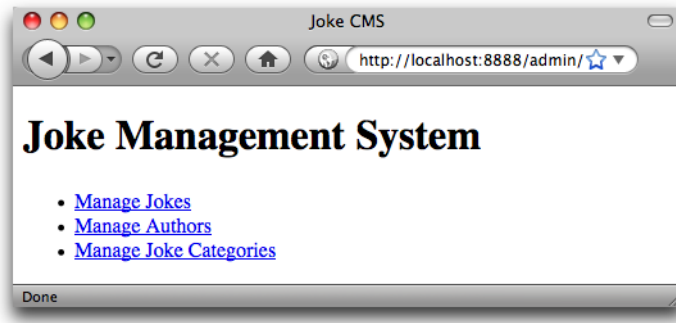 Joke CMS
http://localhost:8888/admin/
Joke Management System
Manage Jokes
Manage Authors
Manage Joke Categories
Done